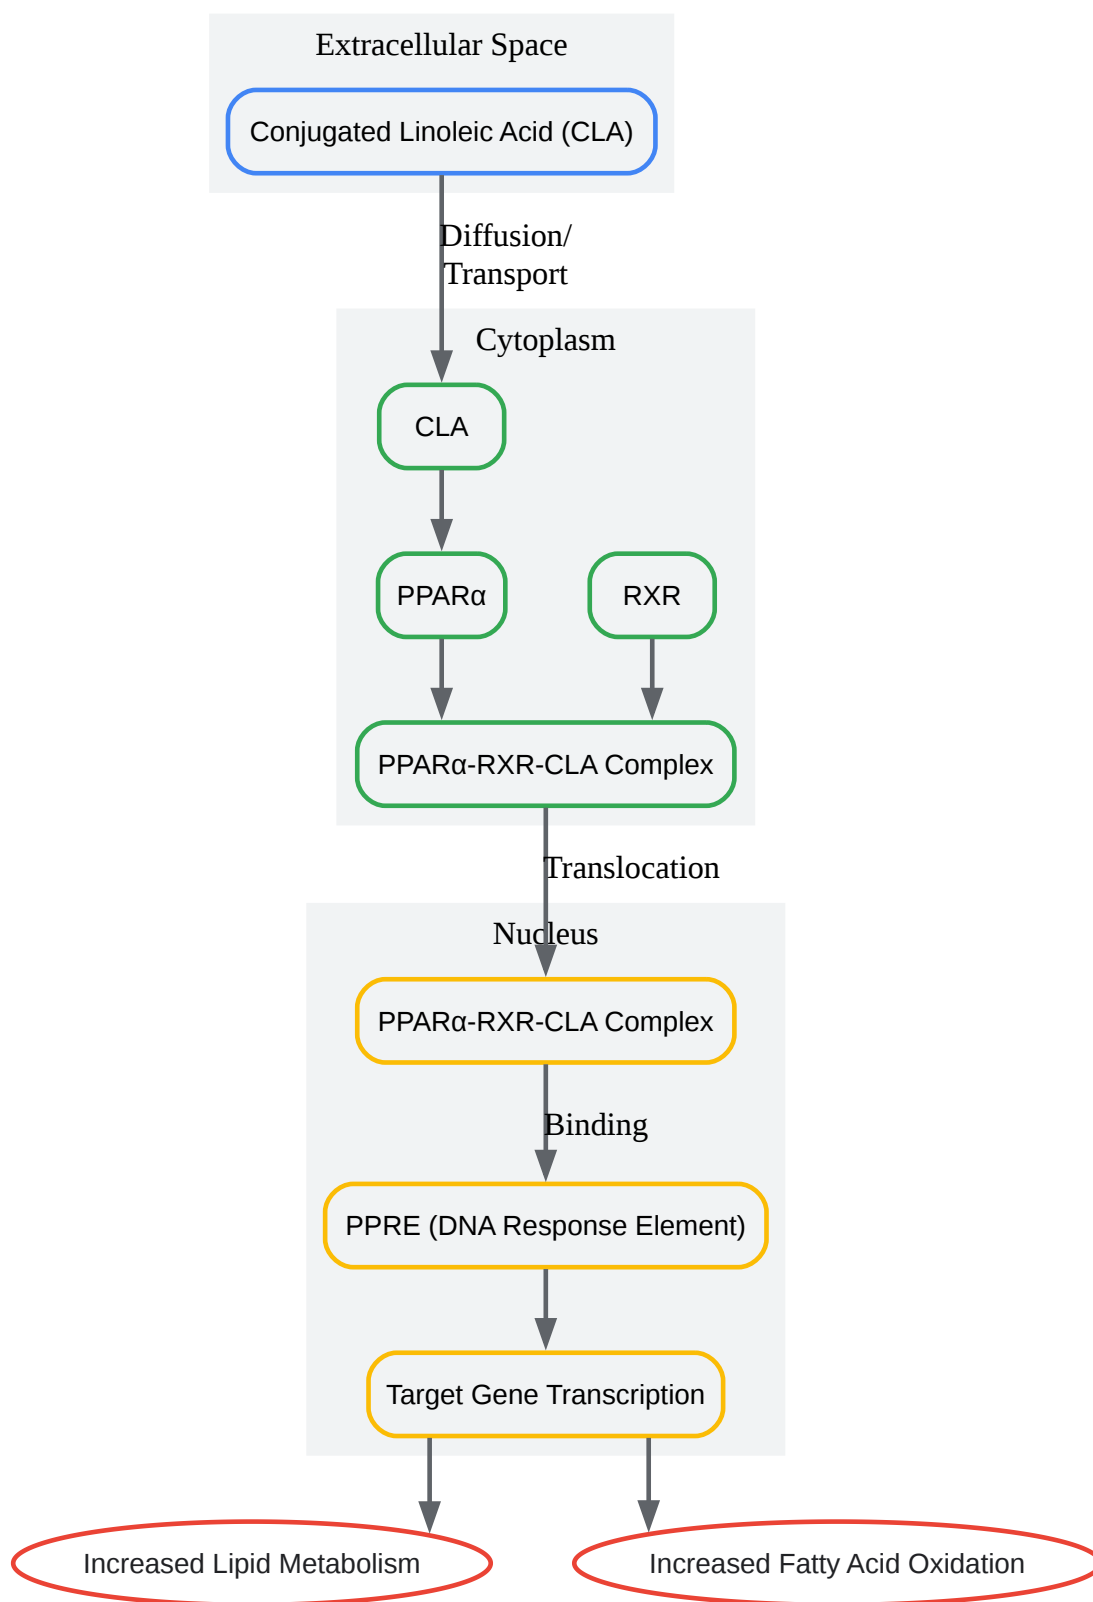 Extracellular Space
Conjugated Linoleic Acid (CLA)
Diffusion/
Transport
Cytoplasm
CLA
PPARα
RXR
PPARα-RXR-CLA Complex
Translocation
Nucleus
PPARα-RXR-CLA Complex
Binding
PPRE (DNA Response Element)
Target Gene Transcription
Increased Lipid Metabolism
Increased Fatty Acid Oxidation